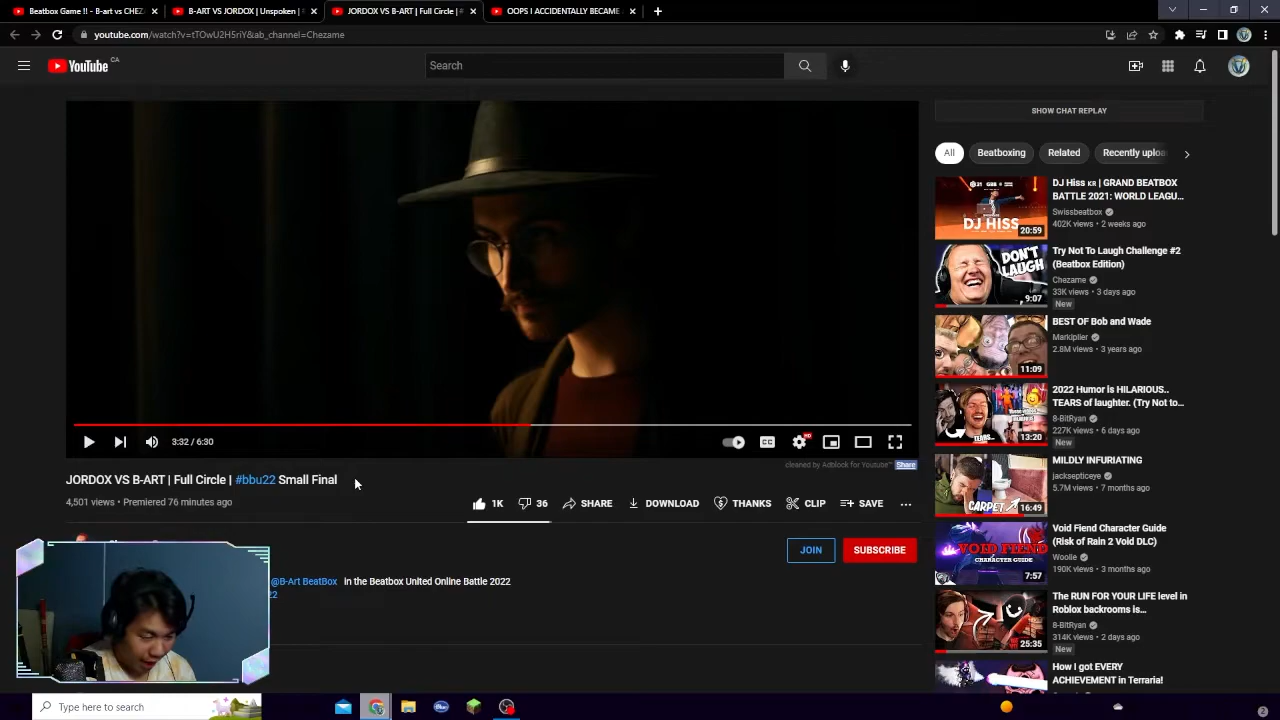 Beatbox Game !! - B-art vs CHEZ
B-ART VS JORDOX | Unspoken | #
JORDOX VS B-ART | Full Circle | #
OOPS I ACCIDENTALLY BECAME
youtube.com/watch?v=tTOwU2H5riY&ab_channel=Chezame
YouTube CA
Search
SHOW CHAT REPLAY
All
Beatboxing
Related
Recently uploa
DJ Hiss KR | GRAND BEATBOX
BATTLE 2021: WORLD LEAGU...
Swissbeatbox
402K views • 2 weeks ago
DJ HISS
20:59
Try Not To Laugh Challenge #2
(Beatbox Edition)
Chezame
33K views • 3 days ago
New
DON'T
LAUGH
9:07
BEST OF Bob and Wade
Markiplier
2.8M views • 3 years ago
11:09
2022 Humor is HILARIOUS..
TEARS of laughter. (Try Not to...
8-BitRyan
227K views • 6 days ago
New
13:20
MILDLY INFURIATING
jacksepticeye
5.7M views • 7 months ago
CARPET
16:49
Void Fiend Character Guide
(Risk of Rain 2 Void DLC)
Woolie
190K views • 3 months ago
VOID FIEND
CHARACTER GUIDE
7:57
The RUN FOR YOUR LIFE level in
Roblox backrooms is...
8-BitRyan
314K views • 2 days ago
New
25:35
How I got EVERY
ACHIEVEMENT in Terraria!
3:32 / 6:30
CC
HD
cleaned by Adblock for Youtube™
Share
JORDOX VS B-ART | Full Circle | #bbu22 Small Final
4,501 views • Premiered 76 minutes ago
1K
36
SHARE
DOWNLOAD
THANKS
CLIP
SAVE
JOIN
SUBSCRIBE
@B-Art BeatBox in the Beatbox United Online Battle 2022
Type here to search
2